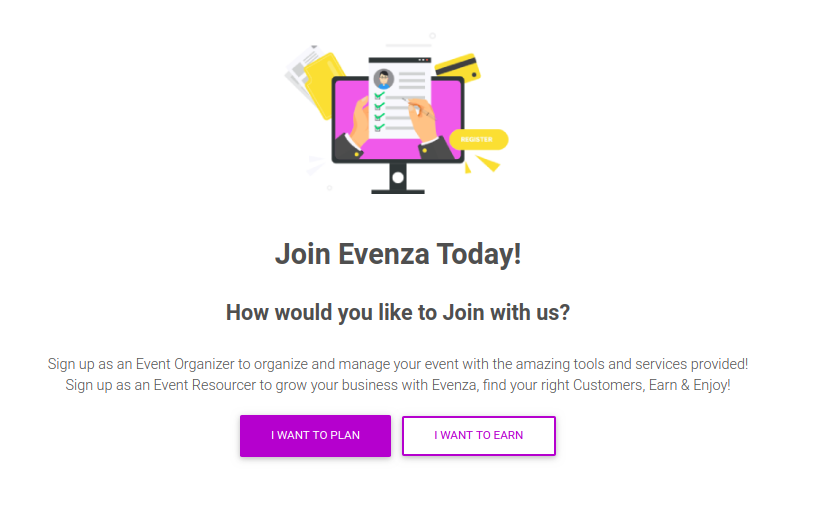 REGISTER
Join Evenza Today!
How would you like to Join with us?
Sign up as an Event Organizer to organize and manage your event with the amazing tools and services provided!
Sign up as an Event Resourcer to grow your business with Evenza, find your right Customers, Earn & Enjoy!
I WANT TO PLAN
I WANT TO EARN